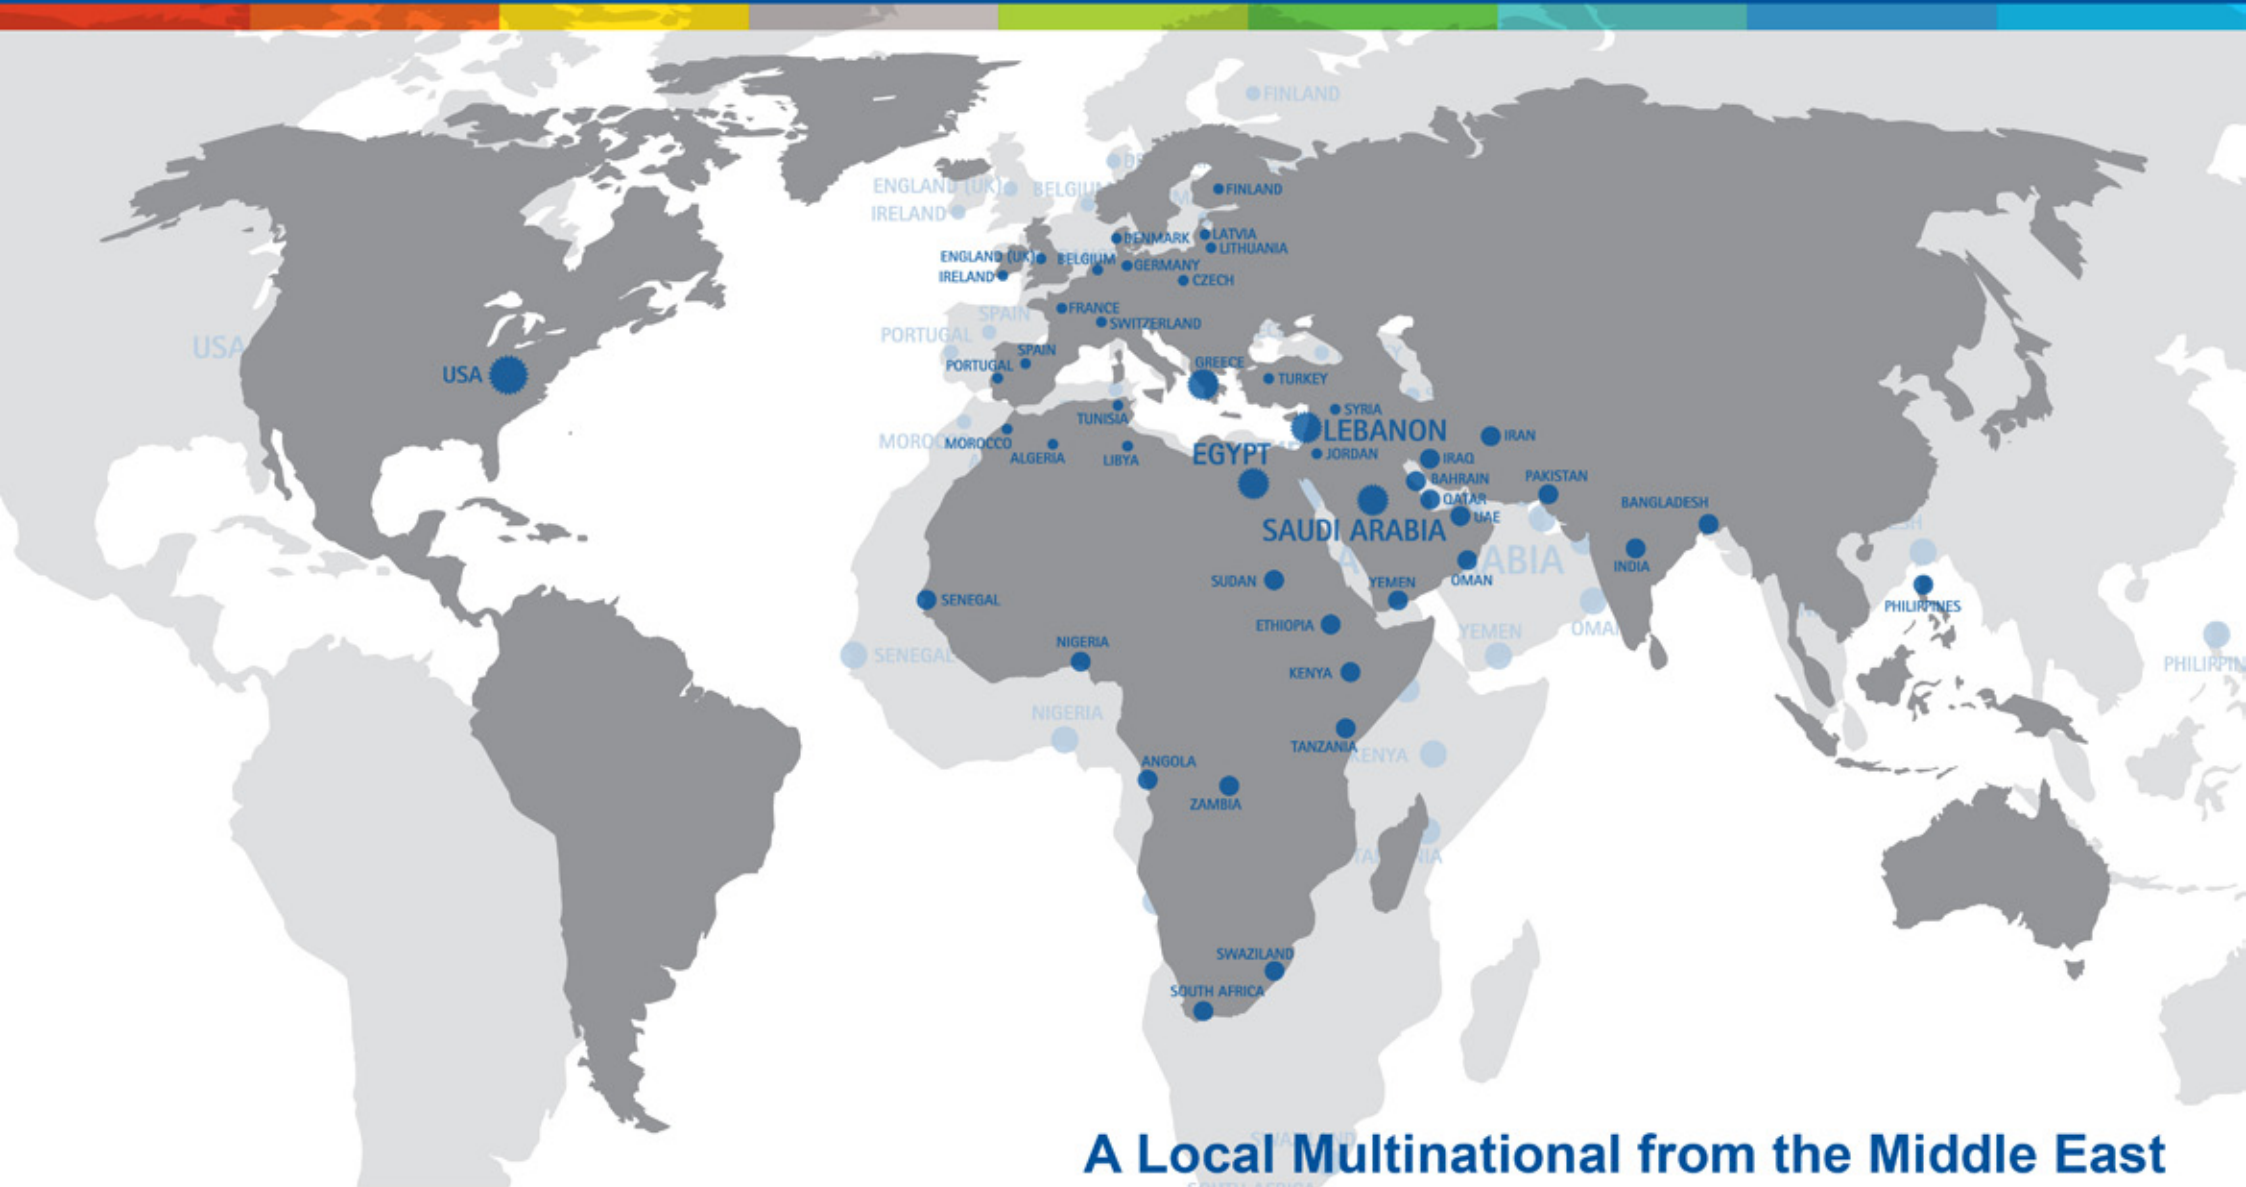 FINLAND
FINLAND
ENGLAND (UK)
BELGIUM
IRELAND
DENMARK
LATVIA
LITHUANIA
ENGLAND (UK)
BELGIUM
GERMANY
IRELAND
CZECH
FRANCE
SPAIN
SWITZERLAND
PORTUGAL
USA
USA
SPAIN
PORTUGAL
GREECE
TURKEY
TUNISIA
SYRIA
LEBANON
IRAN
MOROCCO
ALGERIA
LIBYA
EGYPT
JORDAN
IRAQ
BAHRAIN
PAKISTAN
QATAR
BANGLADESH
UAE
SAUDI ARABIA
INDIA
SUDAN
YEMEN
OMAN
SENEGAL
PHILIPPINES
ETHIOPIA
YEMEN
NIGERIA
SENEGAL
KENYA
NIGERIA
TANZANIA
KENYA
ANGOLA
ZAMBIA
SWAZILAND
SOUTH AFRICA
A Local Multinational from the Middle East